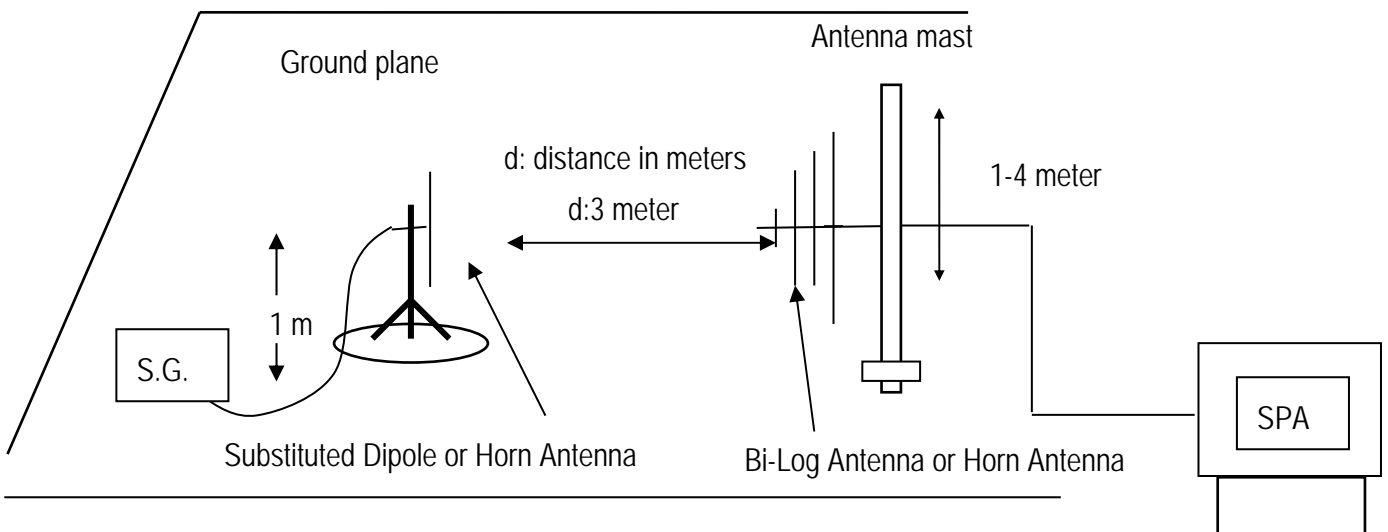 Antenna mast
Ground plane
d: distance in meters
d:3 meter
1-4 meter
1 m
S.G.
SPA
Substituted Dipole or Horn Antenna
Bi-Log Antenna or Horn Antenna